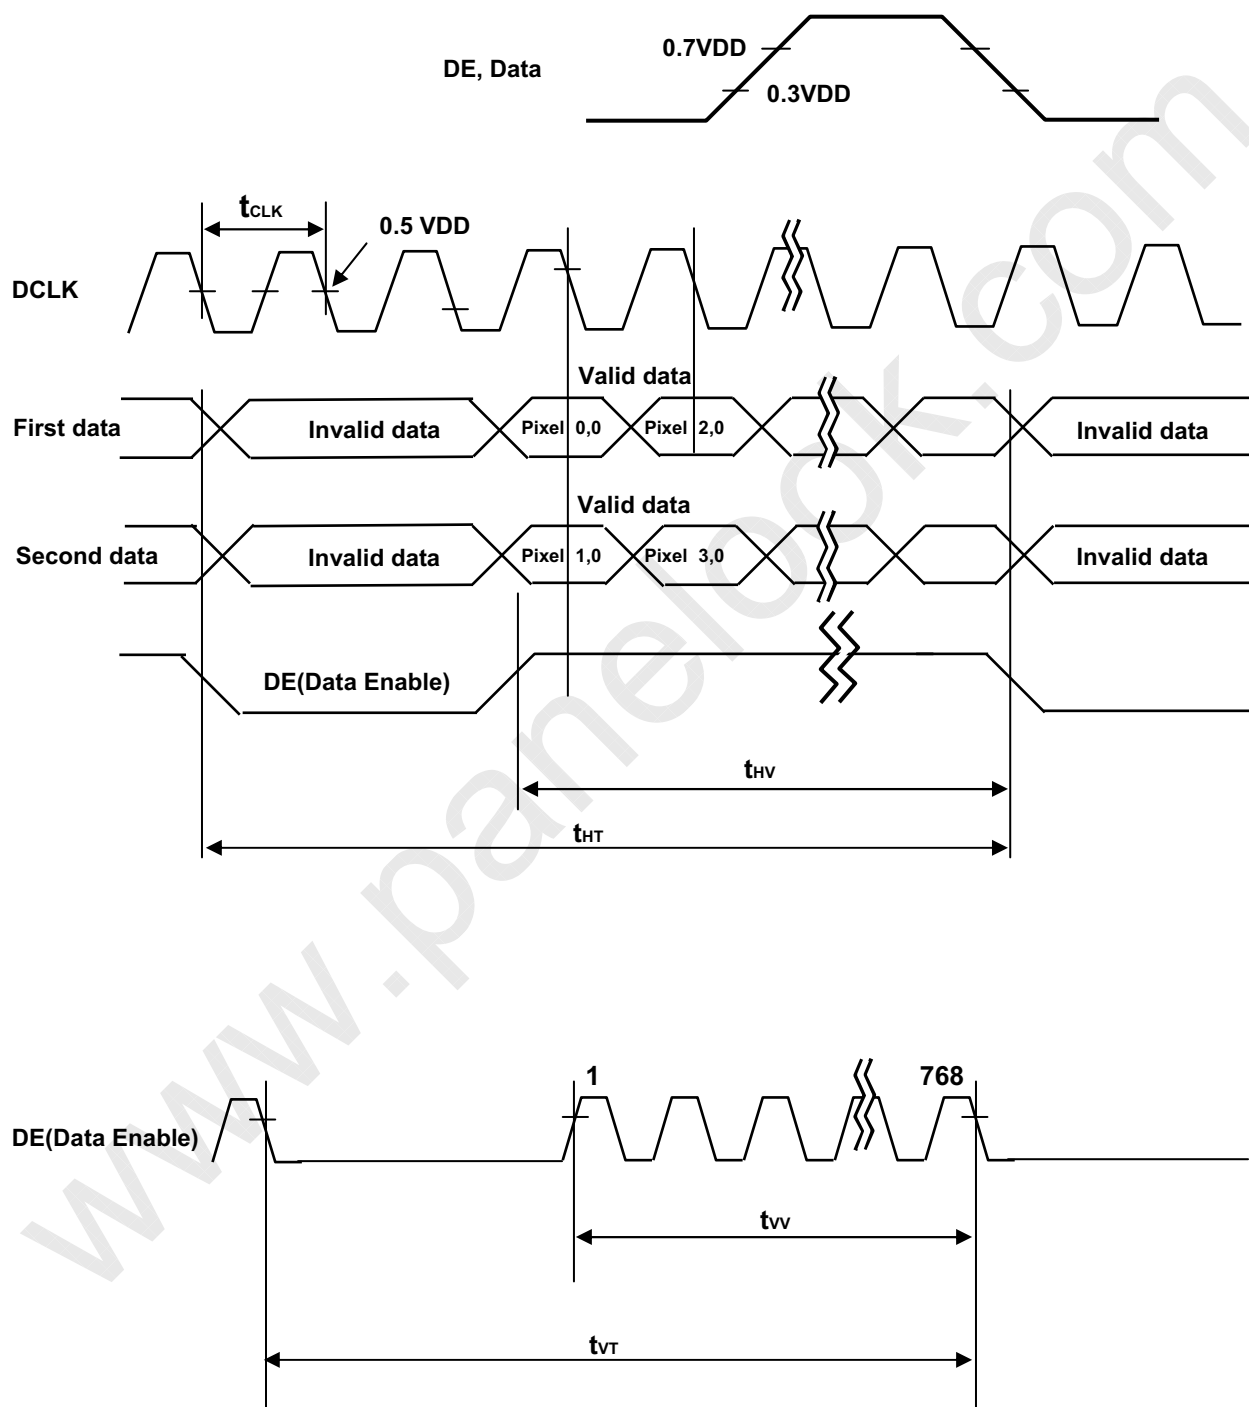 0.7VDD
DE, Data
0.3VDD
tCLK
0.5 VDD
DCLK
Valid data
First data
Invalid data
Pixel 0,0
Pixel 2,0
Invalid data
Valid data
Second data
Invalid data
Pixel 1,0
Pixel 3,0
Invalid data
DE(Data Enable)
tHV
tHT
1
768
DE(Data Enable)
tVV
tVT
www.panelook.com